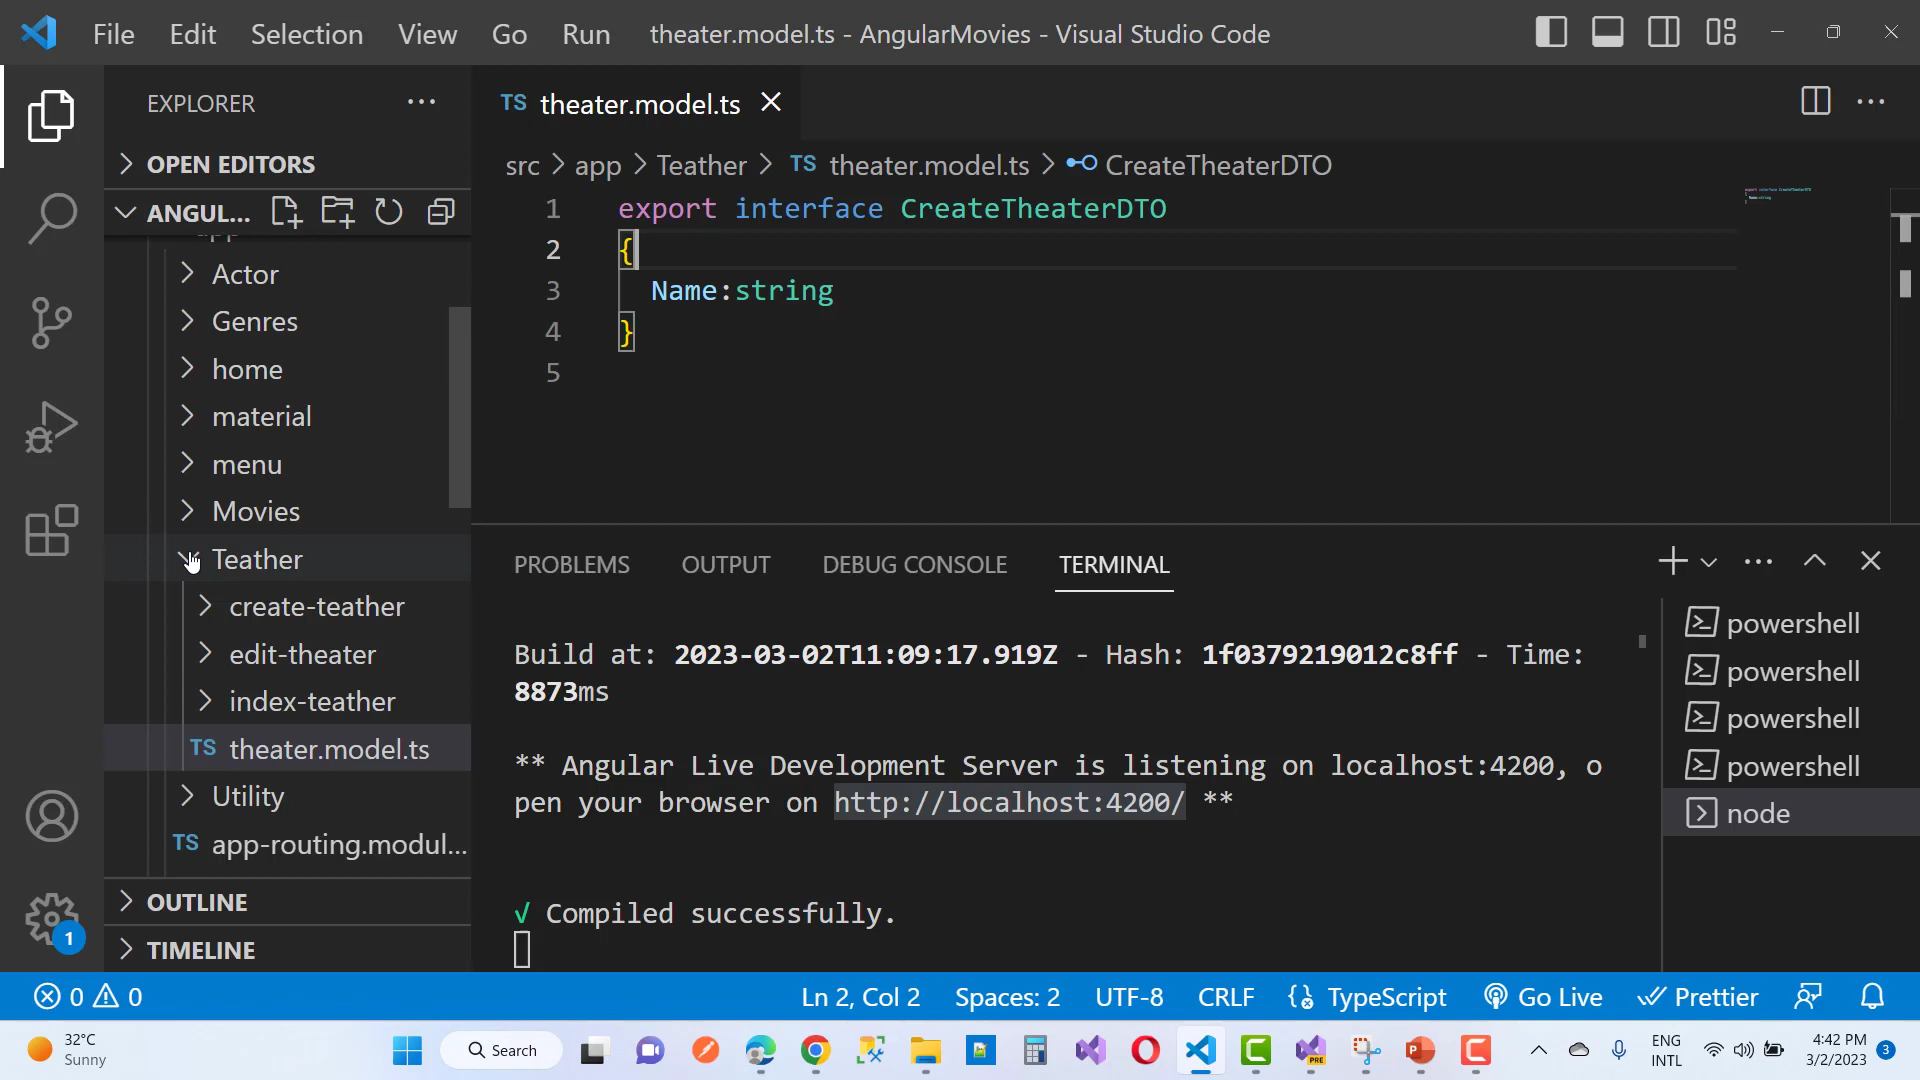 File Edit Selection View Go Run theater.model.ts - AngularMovies - Visual Studio Code
EXPLORER
OPEN EDITORS
ANGUL...
app
Actor
Genres
home
material
menu
Movies
Teather
create-teather
edit-theater
index-teather
TS theater.model.ts
Utility
TS app-routing.modul...
OUTLINE
TIMELINE
1
TS theater.model.ts
src > app > Teather > TS theater.model.ts > CreateTheaterDTO
1 export interface CreateTheaterDTO
2 {
3 Name:string
4 }
5
PROBLEMS OUTPUT DEBUG CONSOLE TERMINAL
Build at: 2023-03-02T11:09:17.919Z - Hash: 1f0379219012c8ff - Time:
8873ms
** Angular Live Development Server is listening on localhost:4200, o
pen your browser on http://localhost:4200/ **
√ Compiled successfully.
powershell
powershell
powershell
powershell
node
0 0 Ln 2, Col 2 Spaces: 2 UTF-8 CRLF TypeScript Go Live Prettier
32°C
Sunny
Search
PRE
ENG
INTL
4:42 PM
3/2/2023
3